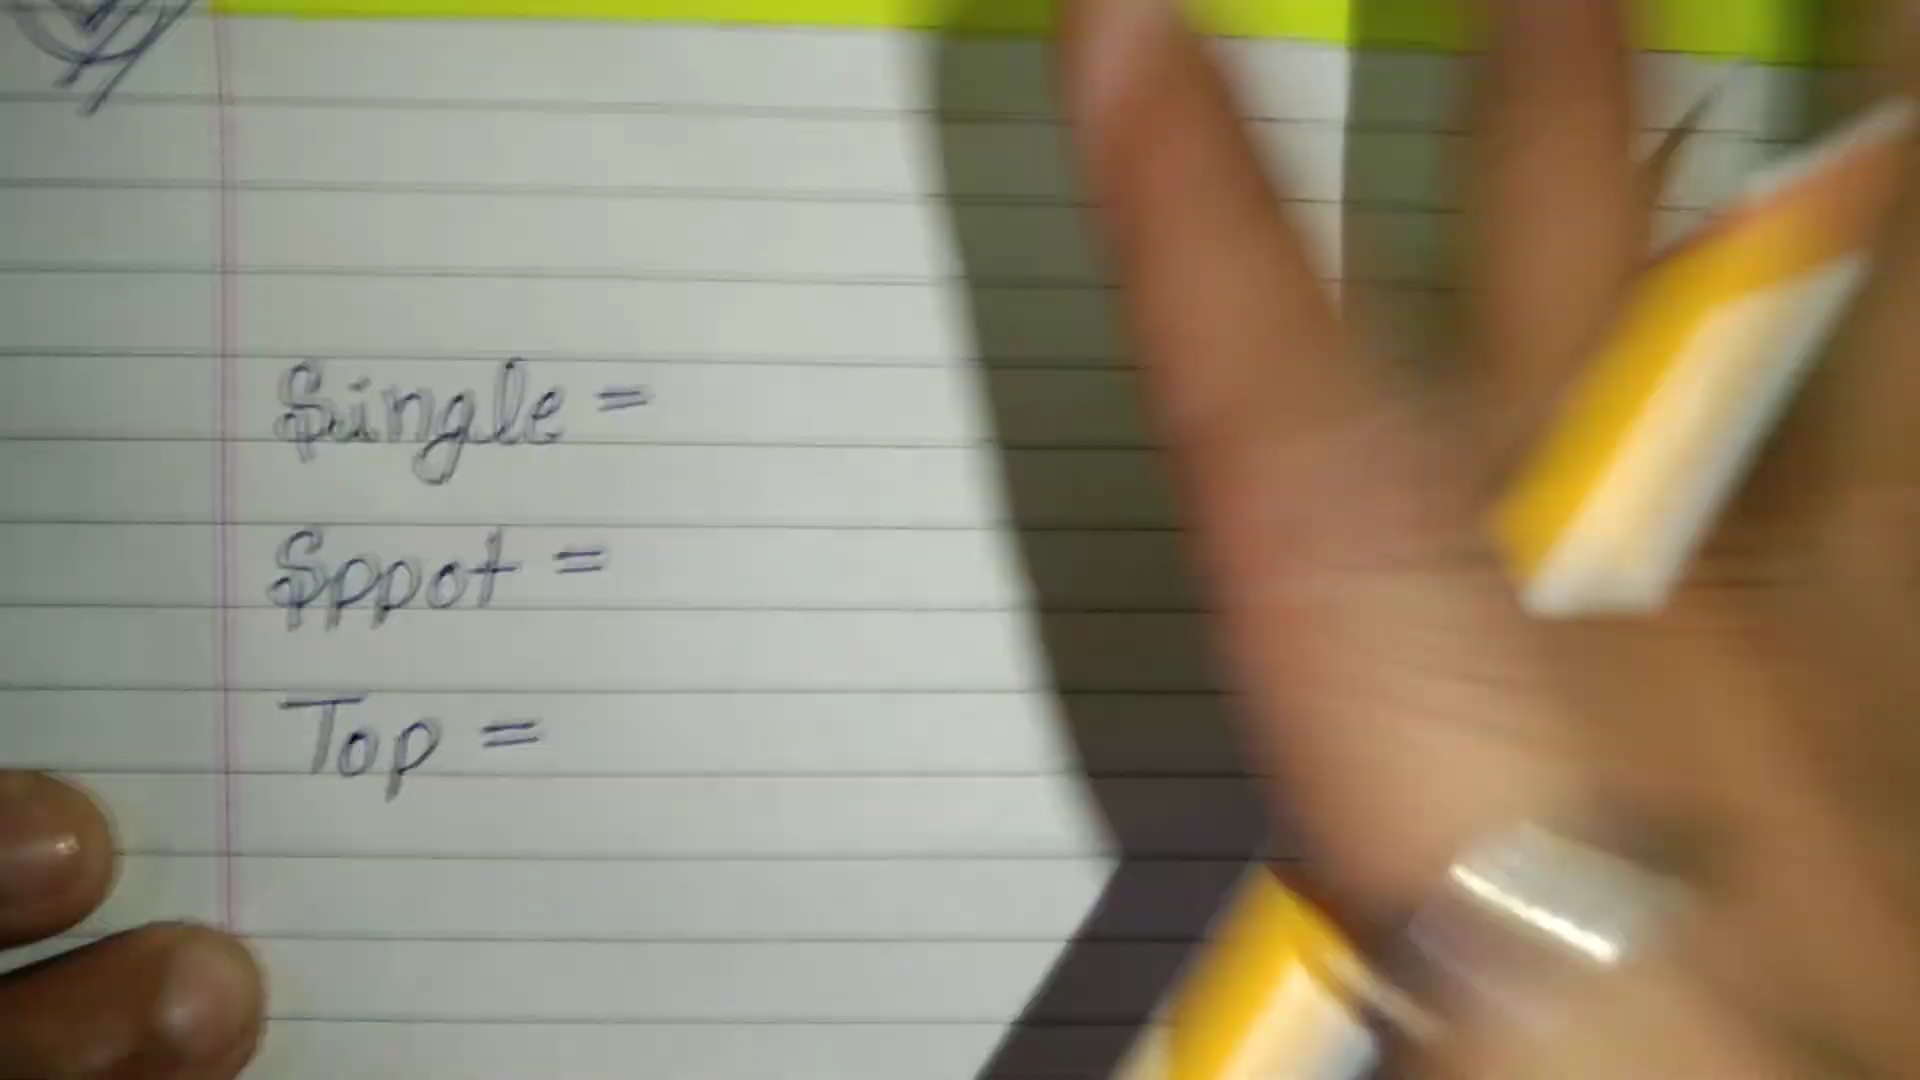 Single =
Sppot =
Top =